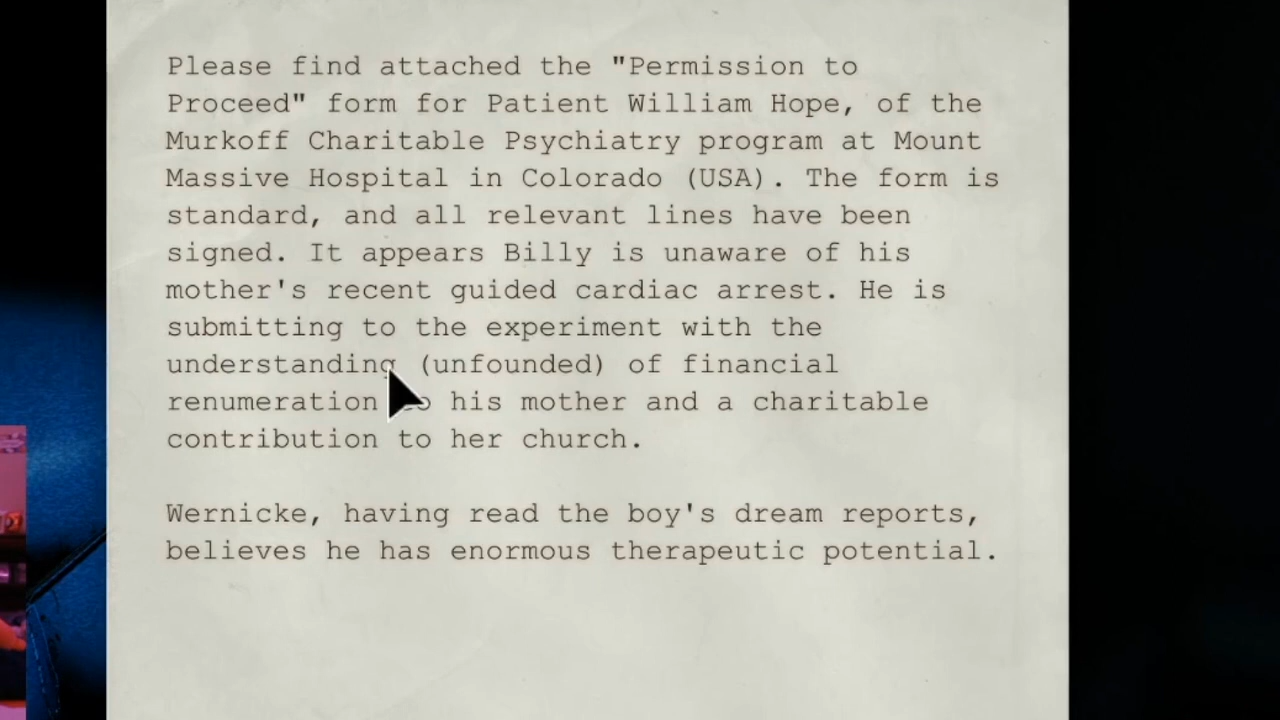 Please find attached the "Permission to
Proceed" form for Patient William Hope, of the
Murkoff Charitable Psychiatry program at Mount
Massive Hospital in Colorado (USA). The form is
standard, and all relevant lines have been
signed. It appears Billy is unaware of his
mother's recent guided cardiac arrest. He is
submitting to the experiment with the
understanding (unfounded) of financial
renumeration his mother and a charitable
contribution to her church.
Wernicke, having read the boy's dream reports,
believes he has enormous therapeutic potential.